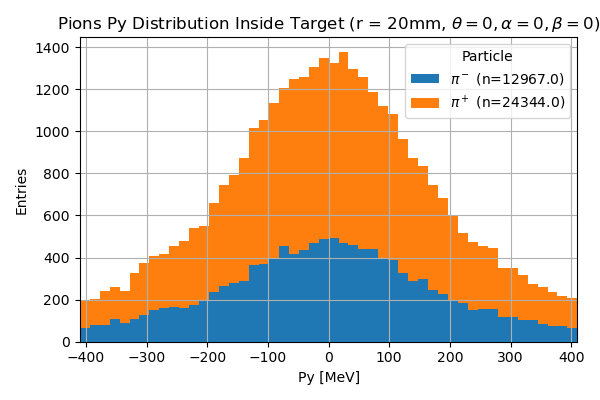 Pions Py Distribution Inside Target (r = 20mm, θ = 0, α = 0, β = 0)
Particle
π⁻ (n=12967.0)
π⁺ (n=24344.0)
Entries
1400
1200
1000
800
600
400
200
0
−400 −300 −200 −100 0 100 200 300 400
Py [MeV]